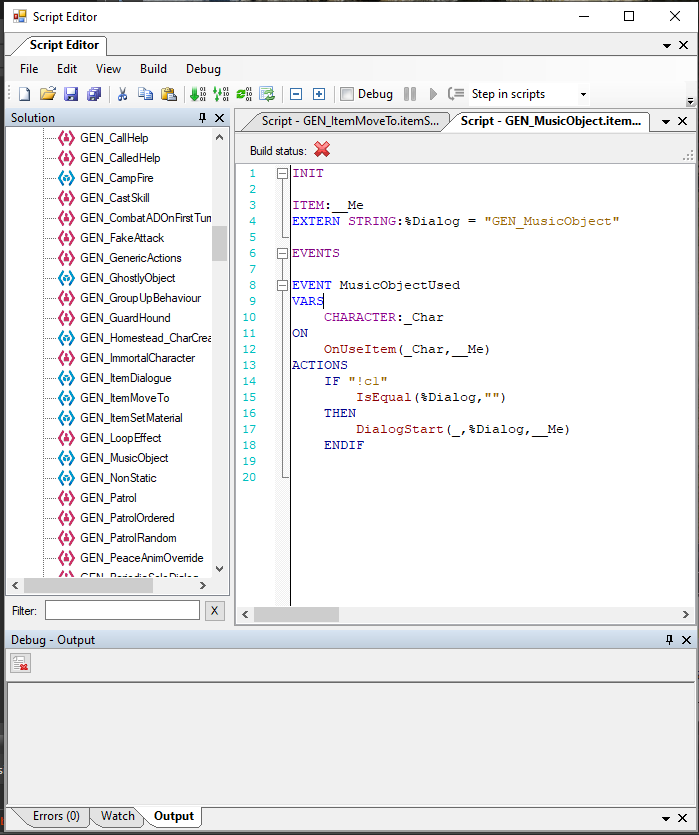 Script Editor
Script Editor
File Edit View Build Debug
Debug Step in scripts
Solution
GEN_CallHelp
GEN_CalledHelp
GEN_CampFire
GEN_CastSkill
GEN_CombatADOnFirstTurn
GEN_FakeAttack
GEN_GenericActions
GEN_GhostlyObject
GEN_GroupUpBehaviour
GEN_GuardHound
GEN_Homestead_CharCrea
GEN_ImmortalCharacter
GEN_ItemDialogue
GEN_ItemMoveTo
GEN_ItemSetMaterial
GEN_LoopEffect
GEN_MusicObject
GEN_NonStatic
GEN_Patrol
GEN_PatrolOrdered
GEN_PatrolRandom
GEN_PeaceAnimOverride
Filter: X
Script - GEN_ItemMoveTo.itemS... Script - GEN_MusicObject.item...
Build status:
1 INIT
2
3 ITEM:__Me
4 EXTERN STRING:%Dialog = "GEN_MusicObject"
5
6 EVENTS
7
8 EVENT MusicObjectUsed
9 VARS
10 CHARACTER:_Char
11 ON
12 OnUseItem(_Char,__Me)
13 ACTIONS
14 IF "!c1"
15 IsEqual(%Dialog,"")
16 THEN
17 DialogStart(_,%Dialog,__Me)
18 ENDIF
19
20
Debug - Output
Errors (0) Watch Output